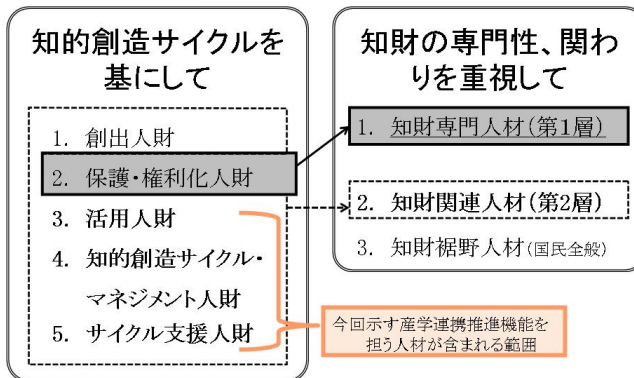 知的創造サイクルを
基にして
1. 創出人財
2. 保護・権利化人財
3. 活用人財
4. 知的創造サイクル・
マネジメント人財
5. サイクル支援人財
知財の専門性、関わ
りを重視して
1. 知財専門人材(第1層)
2. 知財関連人材(第2層)
3. 知財裾野人材(国民全般)
今回示す産学連携推進機能を
担う人材が含まれる範囲